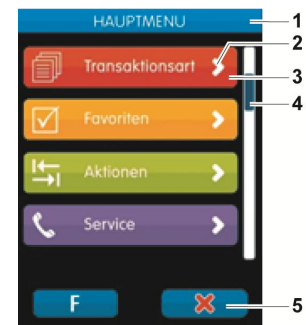 HAUPTMENU
1
2
Transaktionsart
3
4
Favoriten
Aktionen
Service
F
5